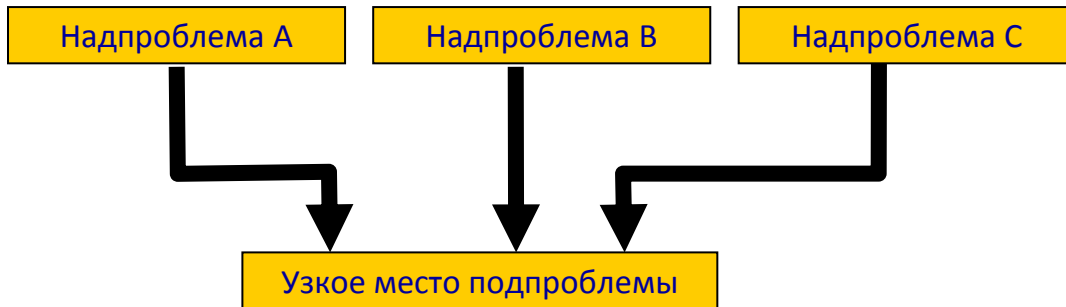 Надпроблема A
Надпроблема B
Надпроблема C
Узкое место подпроблемы